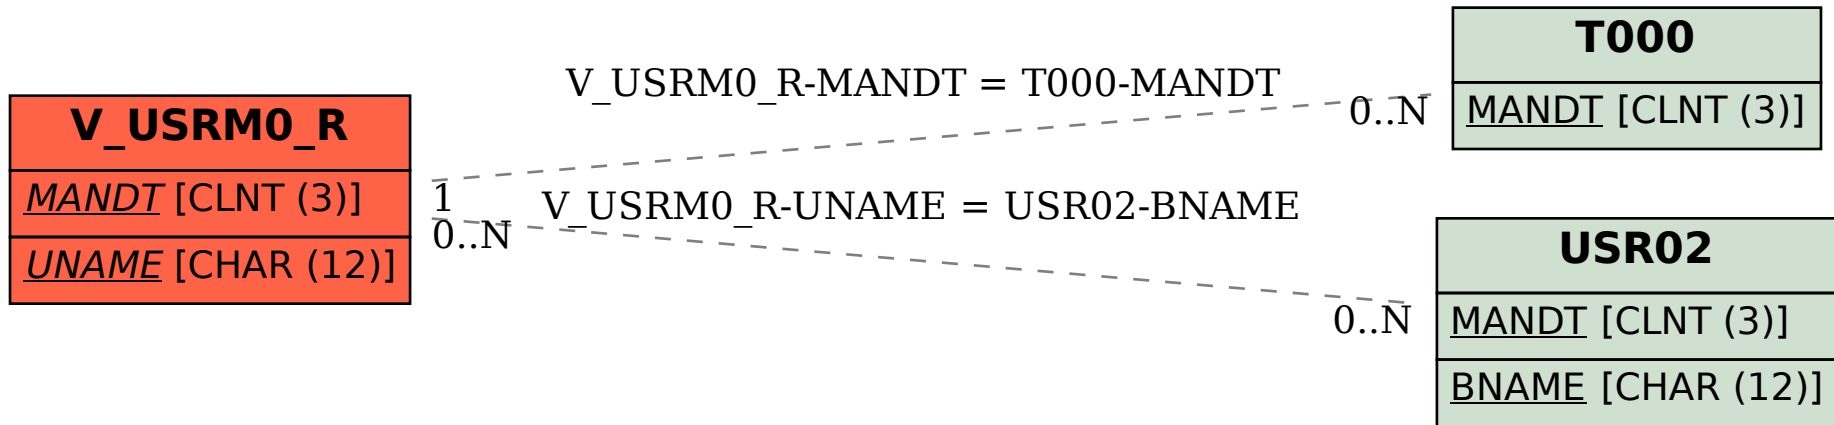 V_USRM0_R
MANDT [CLNT (3)]
UNAME [CHAR (12)]
V_USRM0_R-MANDT = T000-MANDT
1
0..N
V_USRM0_R-UNAME = USR02-BNAME
0..N
0..N
T000
MANDT [CLNT (3)]
USR02
MANDT [CLNT (3)]
BNAME [CHAR (12)]